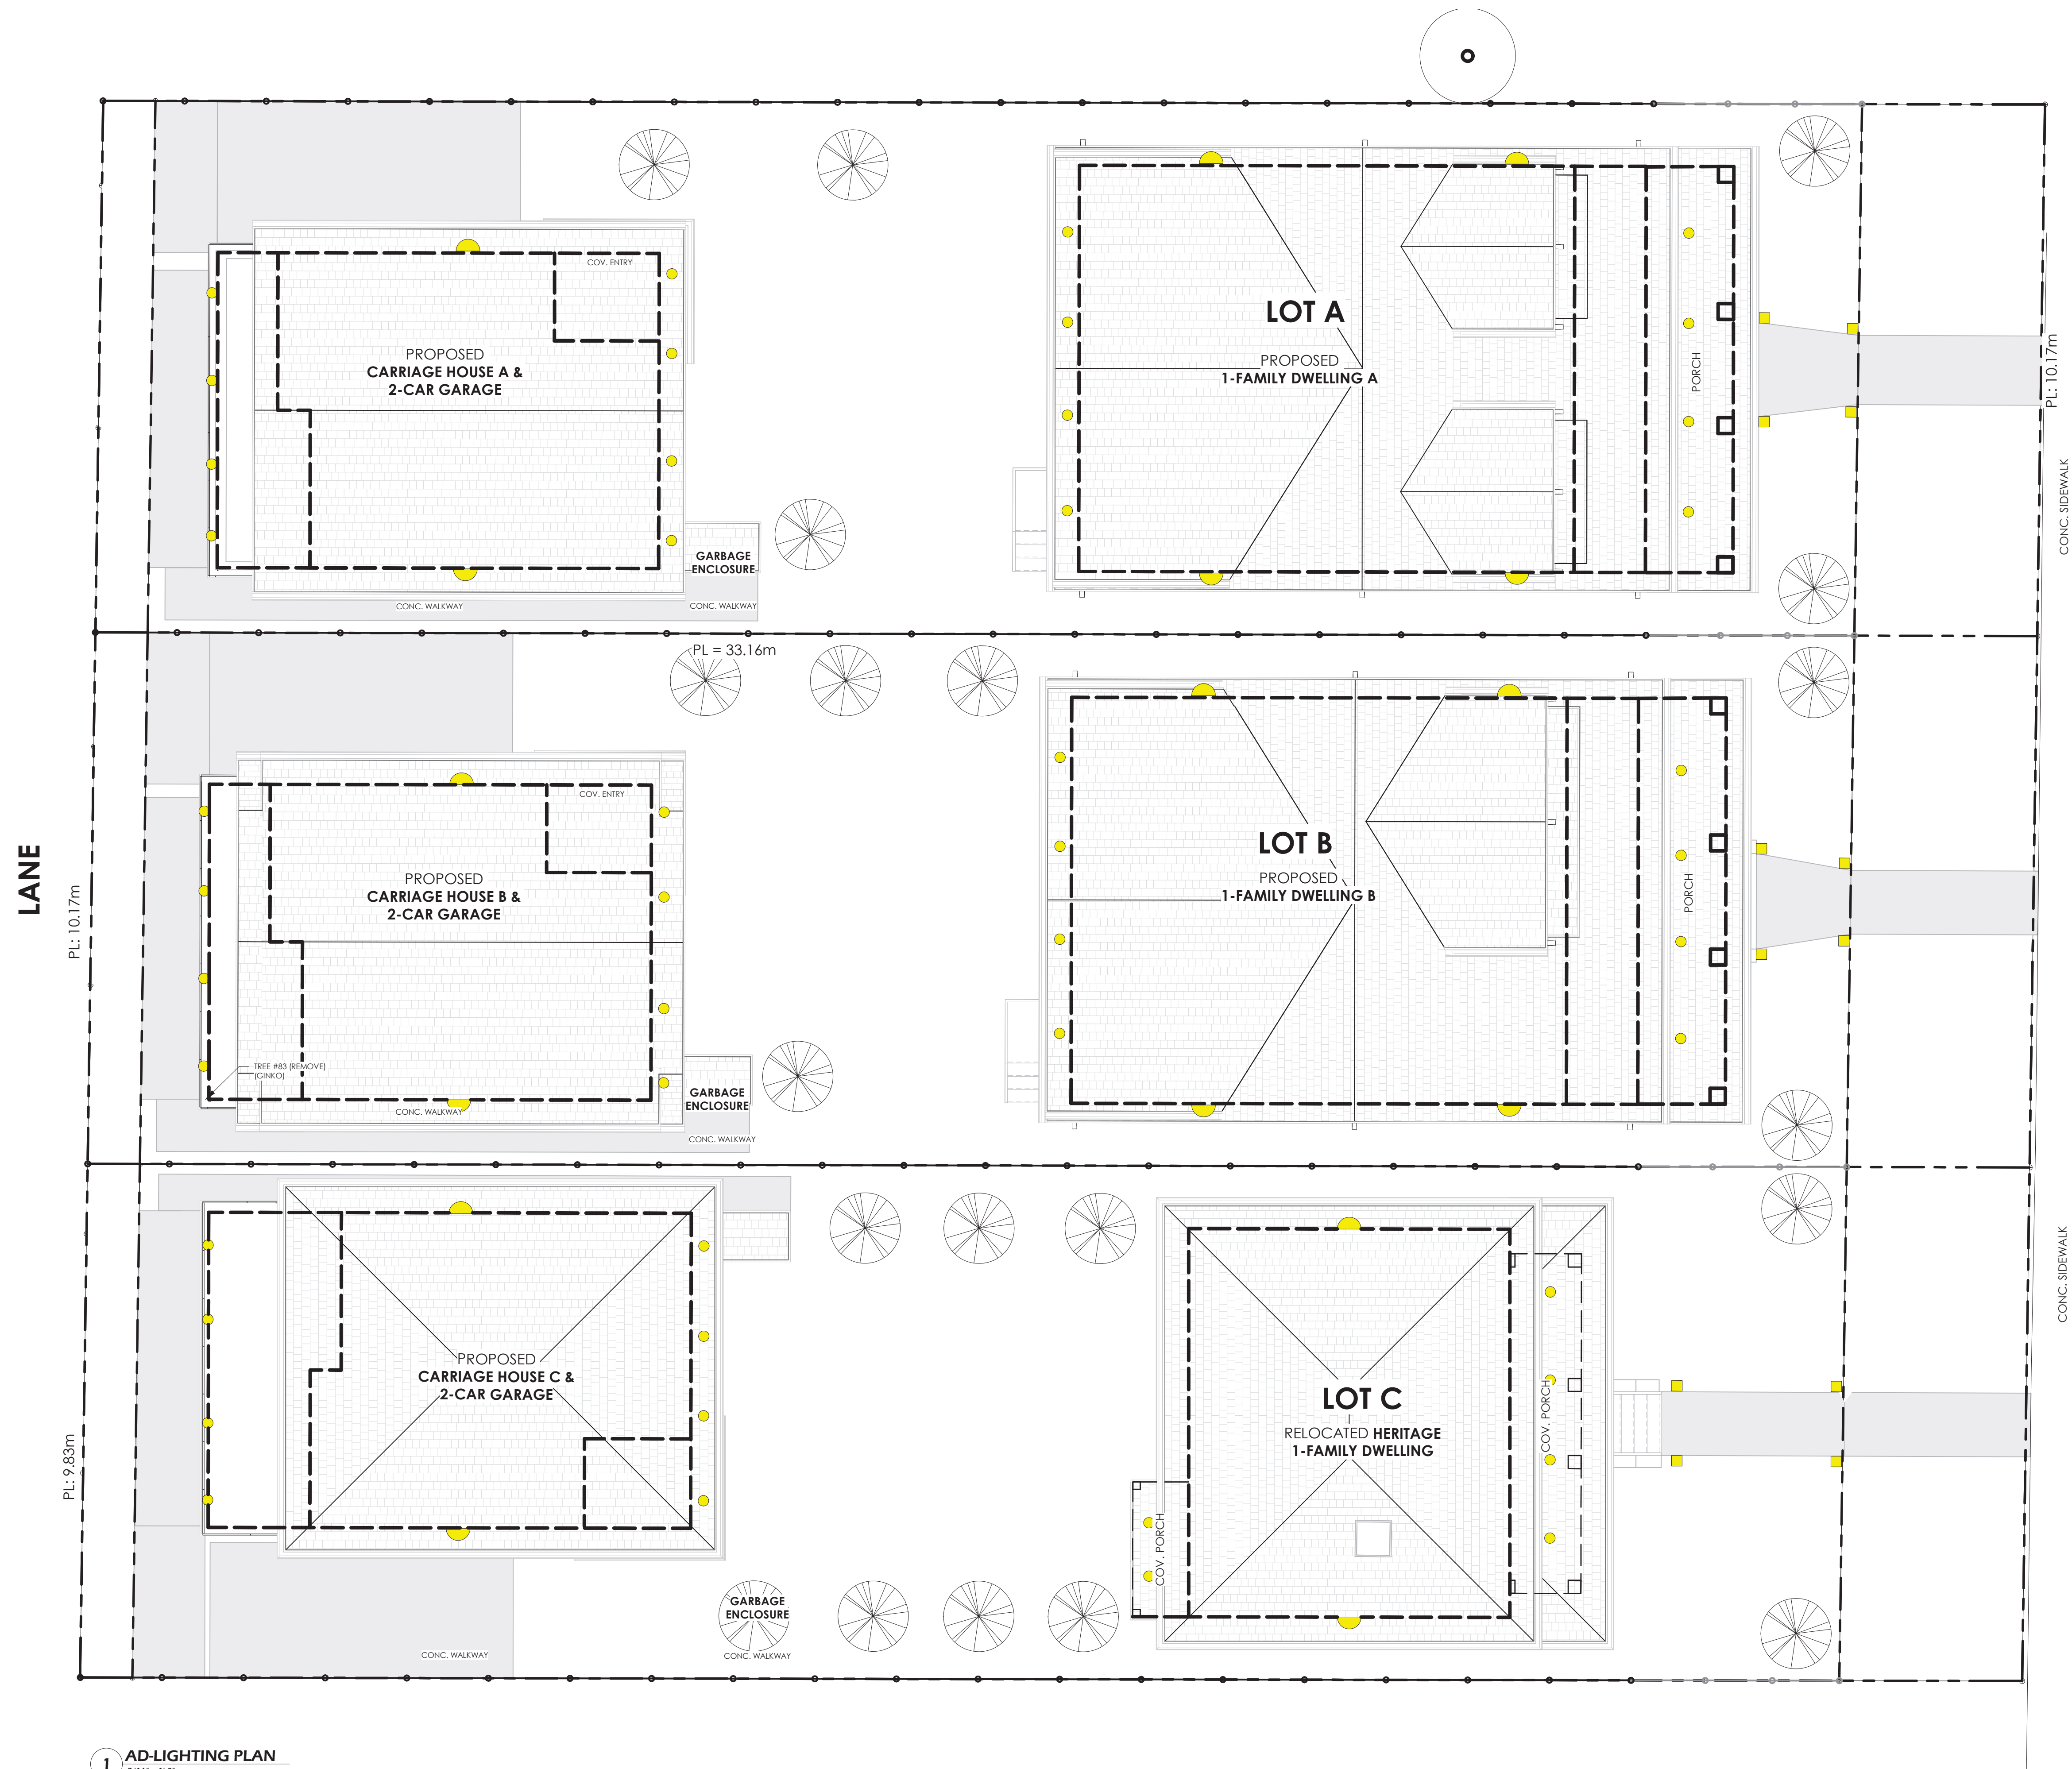 COV. ENTRY
LOT A
PROPOSED
CARRIAGE HOUSE A &
2-CAR GARAGE
PROPOSED
1-FAMILY DWELLING A
PORCH
PL: 10.17m
CONC. SIDEWALK
GARBAGE
ENCLOSURE
CONC. WALKWAY
CONC. WALKWAY
PL = 33.16m
COV. ENTRY
LOT B
PROPOSED
CARRIAGE HOUSE B &
2-CAR GARAGE
PROPOSED
1-FAMILY DWELLING B
PORCH
LANE
PL: 10.17m
TREE #83 (REMOVE)
(GINKO)
GARBAGE
ENCLOSURE
CONC. WALKWAY
CONC. WALKWAY
CONC. SIDEWALK
PROPOSED
CARRIAGE HOUSE C &
2-CAR GARAGE
LOT C
RELOCATED HERITAGE
1-FAMILY DWELLING
COV. PORCH
COV. PORCH
PL: 9.83m
GARBAGE
ENCLOSURE
CONC. WALKWAY
CONC. WALKWAY
1
AD-LIGHTING PLAN